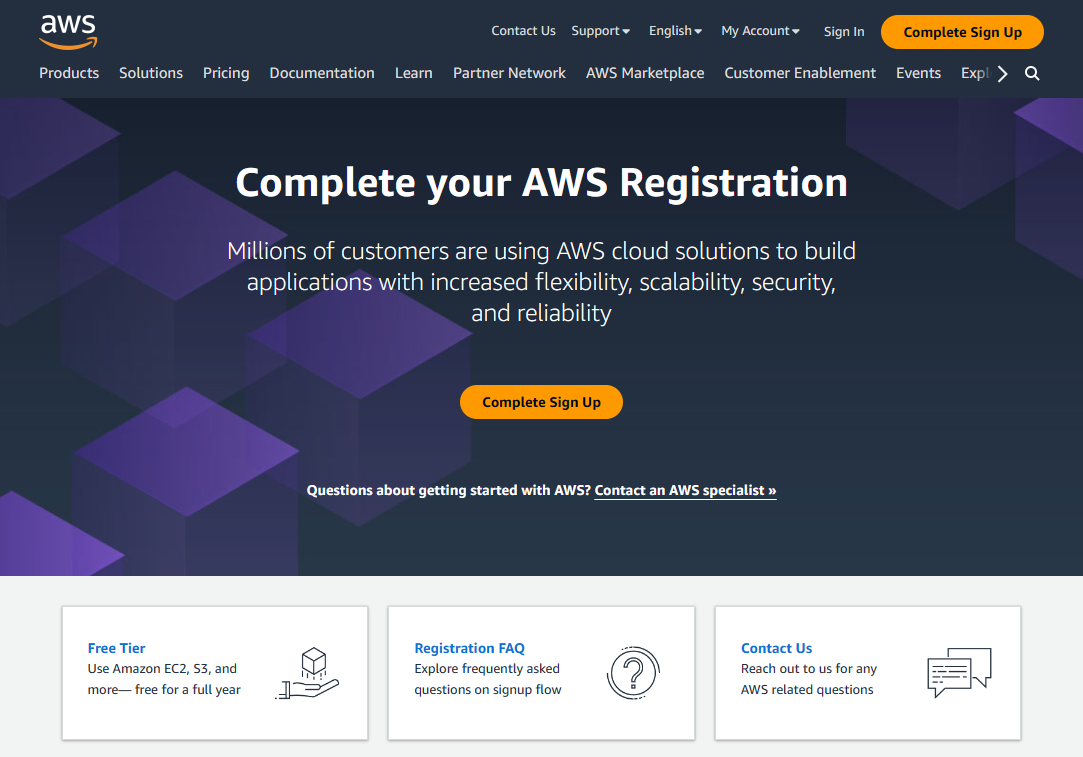 aws
Contact Us Support English My Account Sign In Complete Sign Up
Products Solutions Pricing Documentation Learn Partner Network AWS Marketplace Customer Enablement Events Expl
Complete your AWS Registration
Millions of customers are using AWS cloud solutions to build
applications with increased flexibility, scalability, security,
and reliability
Complete Sign Up
Questions about getting started with AWS? Contact an AWS specialist »
Free Tier
Use Amazon EC2, S3, and
more— free for a full year
Registration FAQ
Explore frequently asked
questions on signup flow
Contact Us
Reach out to us for any
AWS related questions